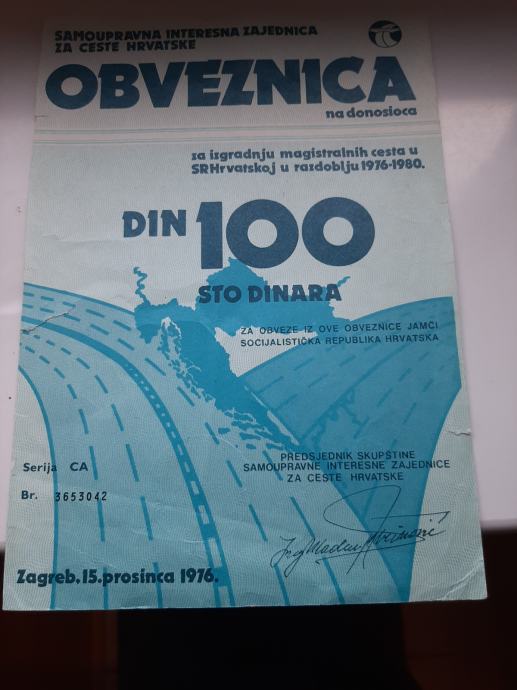 SAMOUPRAVNA INTERESNA ZAJEDNICA
ZA CESTE HRVATSKE
OBVEZNICA
na donosioca
za izgradnju magistralnih cesta u
SRHrvatskoj u razdoblju 1976-1980.
DIN 100
STO DINARA
ZA OBVEZE IZ OVE OBVEZNICE JAMČI
SOCIJALISTIČKA REPUBLIKA HRVATSKA
PREDSJEDNIK SKUPŠTINE
SAMOUPRAVNE INTERESNE ZAJEDNICE
ZA CESTE HRVATSKE
Serija CA
Br. 3653042
Zagreb.15.prosinca 1976.